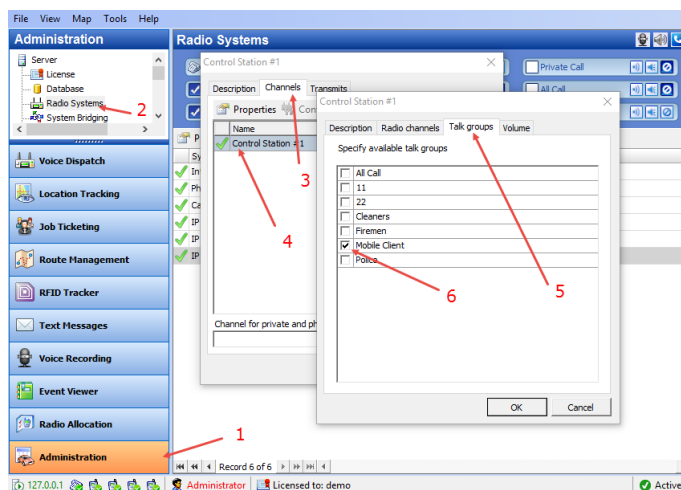 File View Map Tools Help
Administration
Radio Systems
Server
License
Database
Radio Systems
System Bridging
2
Voice Dispatch
Location Tracking
Job Ticketing
Route Management
RFID Tracker
Text Messages
Voice Recording
Event Viewer
Radio Allocation
Administration
1
Control Station #1
Description Channels Transmits
Properties
Name
Control Station #1
3
4
Channel for private and ph
Private Call
All Call
Control Station #1
Description Radio channels Talk groups Volume
Specify available talk groups
All Call
11
22
Cleaners
Firemen
Mobile Client
Police
5
6
OK Cancel
Record 6 of 6
127.0.0.1 Administrator Licensed to: demo Active